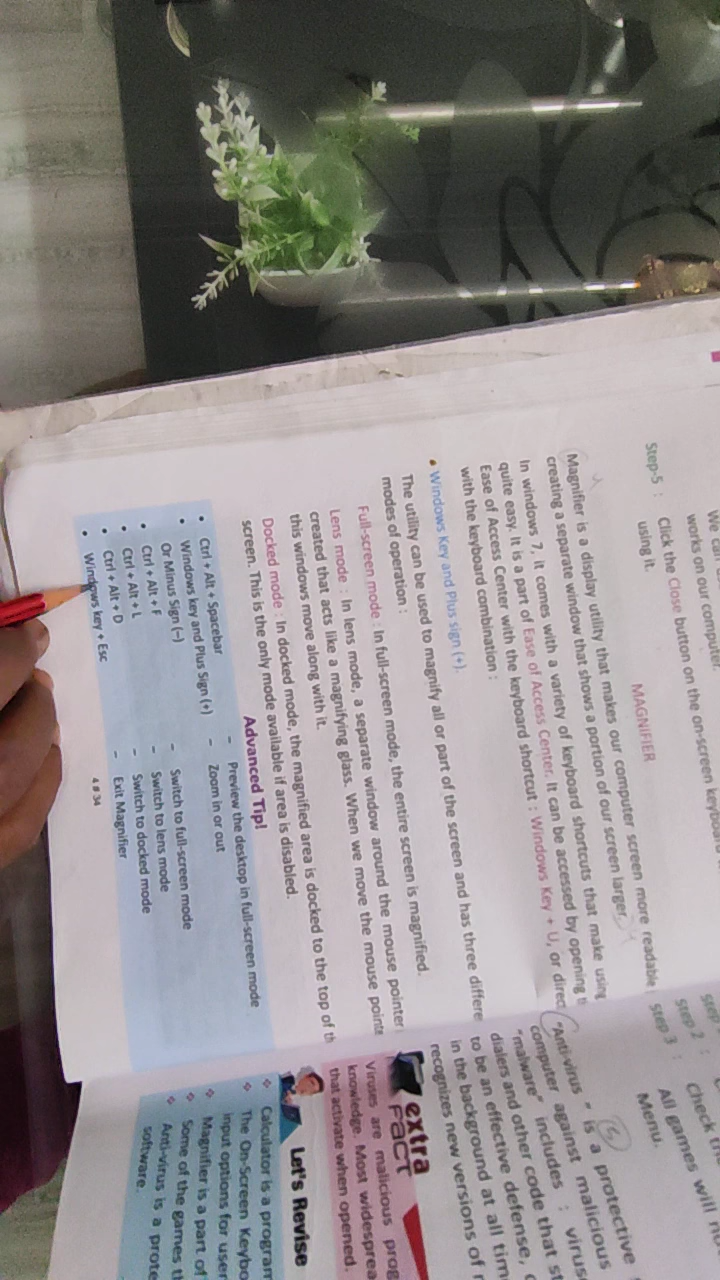 works on our computer.
Step-5 : Click the Close button on the on-screen keyboard
using it.
MAGNIFIER
Magnifier is a display utility that makes our computer screen more readable
creating a separate window that shows a portion of our screen larger.
In windows 7, it comes with a variety of keyboard shortcuts that make using
quite easy. It is a part of Ease of Access Center. It can be accessed by opening
Ease of Access Center with the keyboard shortcut : Windows Key + U, or
with the keyboard combination :
• Windows Key and Plus sign (+).
The utility can be used to magnify all or part of the screen and has three
modes of operation :
Full-screen mode : In full-screen mode, the entire screen is magnified.
Lens mode : In lens mode, a separate window around the mouse pointer
created that acts like a magnifying glass. When we move the mouse
this windows move along with it.
Docked mode : In docked mode, the magnified area is docked to the top of
screen. This is the only mode available if area is disabled.
Advanced Tip!
• Ctrl + Alt + Spacebar – Preview the desktop in full-screen mode
• Windows key and Plus Sign (+) – Zoom in or out
Or Minus Sign (–)
• Ctrl + Alt + F – Switch to full-screen mode
• Ctrl + Alt + L – Switch to lens mode
• Ctrl + Alt + D – Switch to docked mode
• Windows key + Esc – Exit Magnifier
4 # 34
Step 2 : Check
Step 3 : All games will
Menu.
"Anti-virus " is a protective
computer against malicious
"malware" includes : virus
dialers and other code that
to be an effective defense,
in the background at all
recognizes new versions of
extra
FACT
Viruses are malicious
knowledge. Most
that activate when opened.
Let's Revise
❖ Calculator is a
❖ The On-Screen
input options for
❖ Magnifier is a part of
❖ Some of the games
❖ Anti-virus is a
software.